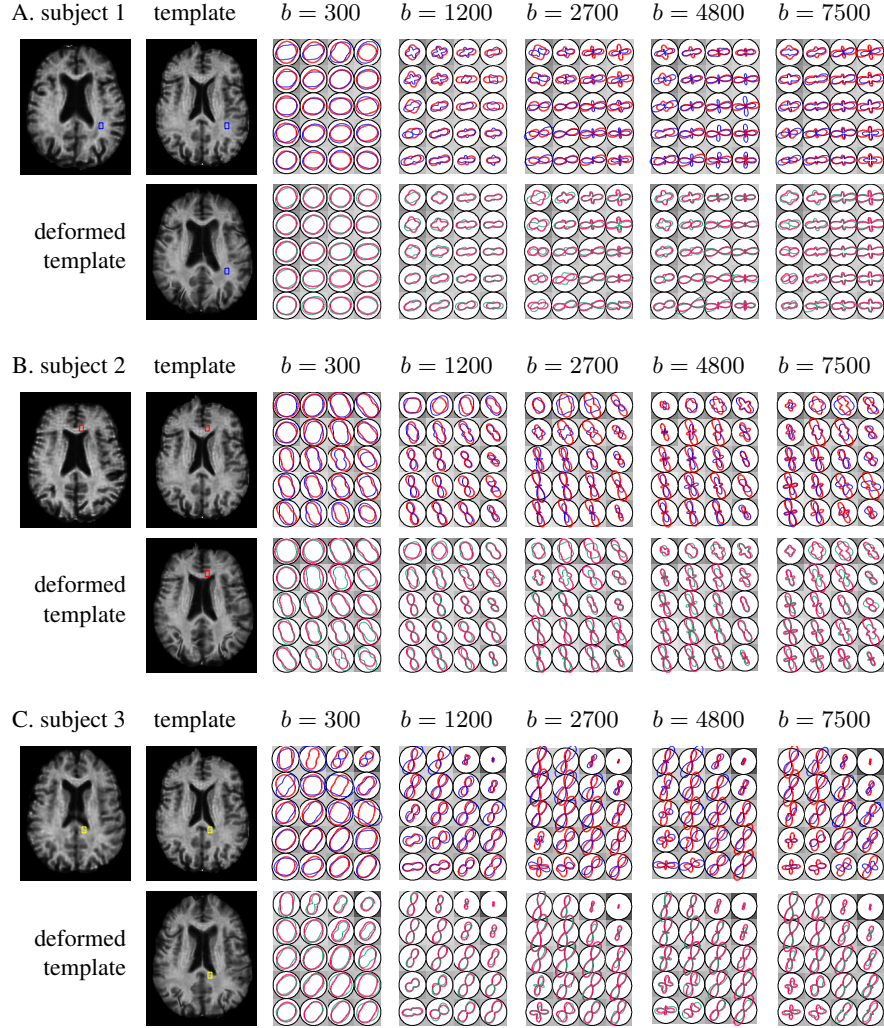 A. subject 1 template b = 300 b = 1200 b = 2700 b = 4800 b = 7500
deformed
template
B. subject 2 template b = 300 b = 1200 b = 2700 b = 4800 b = 7500
deformed
template
C. subject 3 template b = 300 b = 1200 b = 2700 b = 4800 b = 7500
deformed
template